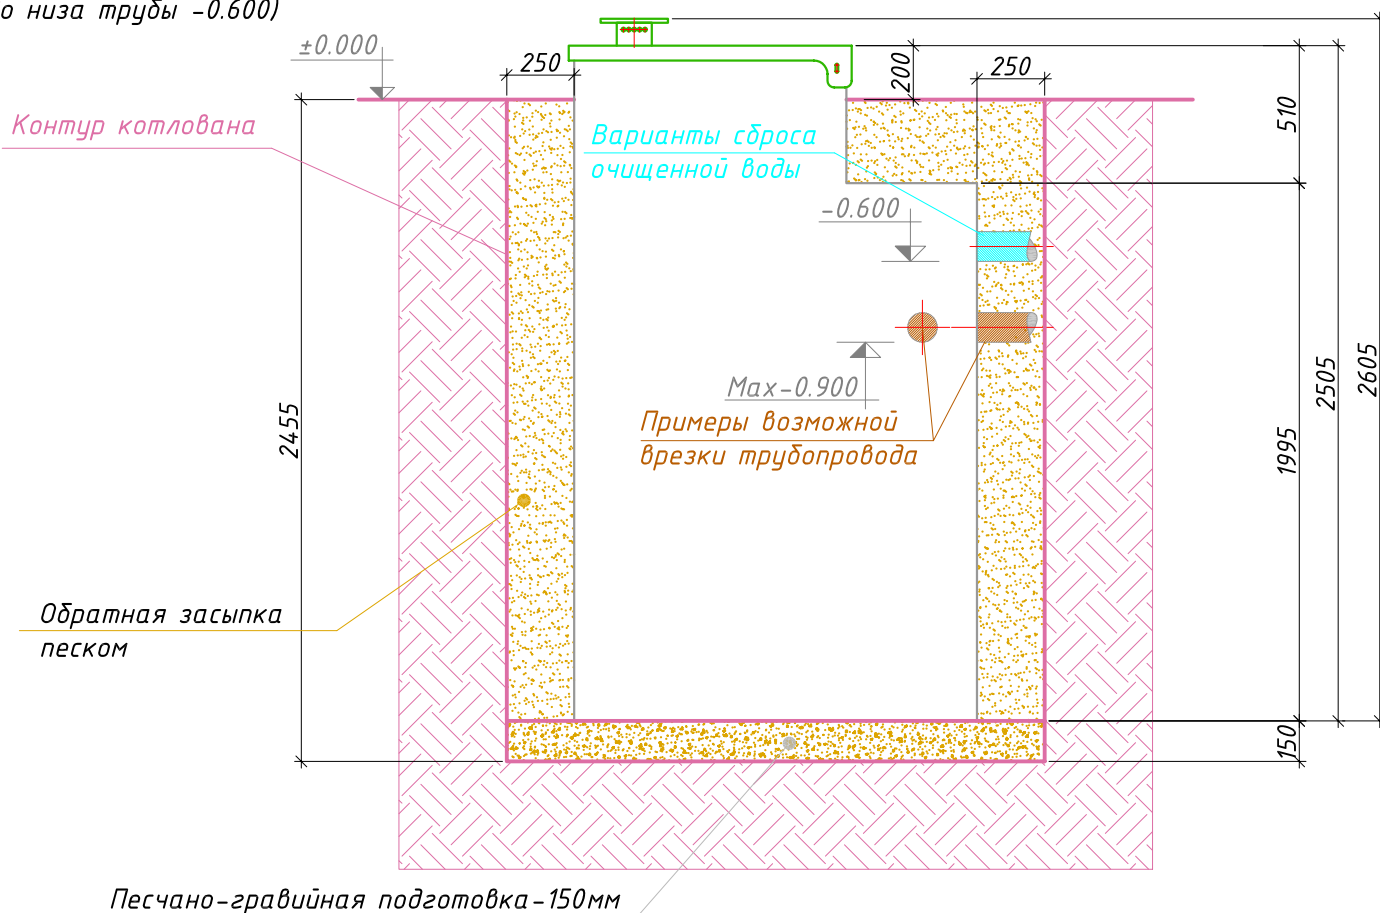 о низа трубы -0.600)
±0.000
250
200
250
Контур котлована
510
Варианты сброса
очищенной воды
-0.600
2605
2505
Max-0.900
2455
Примеры возможной
врезки трубопровода
1995
Обратная засыпка
песком
150
Песчано-гравийная подготовка-150мм